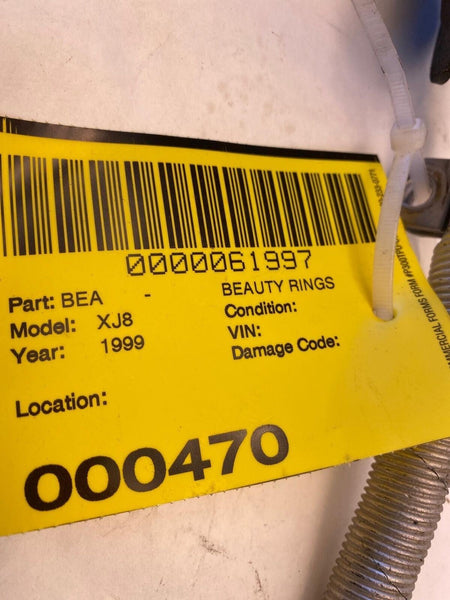 0000061997
Part: BEA - BEAUTY RINGS
Model: XJ8 Condition:
Year: 1999 VIN:
Damage Code:
Location:
000470